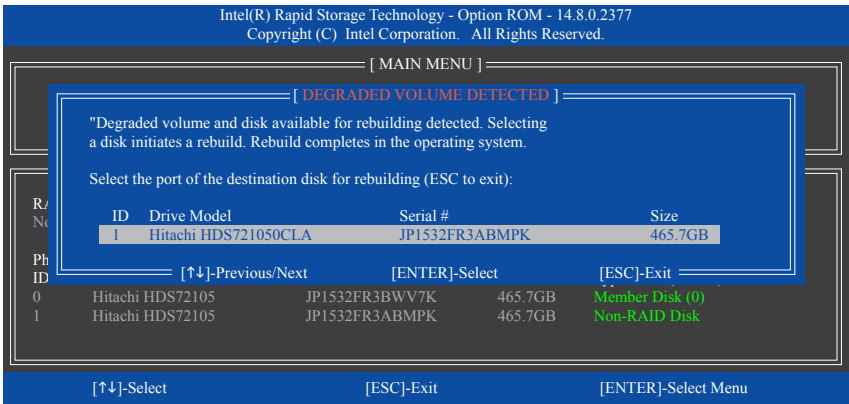 Intel(R) Rapid Storage Technology - Option ROM - 14.8.0.2377
Copyright (C) Intel Corporation. All Rights Reserved.
[ MAIN MENU ]
[ DEGRADED VOLUME DETECTED ]
"Degraded volume and disk available for rebuilding detected. Selecting
a disk initiates a rebuild. Rebuild completes in the operating system.
Select the port of the destination disk for rebuilding (ESC to exit):
ID Drive Model Serial # Size
1 Hitachi HDS721050CLA JP1532FR3ABMPK 465.7GB
[↑↓]-Previous/Next [ENTER]-Select [ESC]-Exit
ID
0 Hitachi HDS72105 JP1532FR3BWV7K 465.7GB Member Disk (0)
1 Hitachi HDS72105 JP1532FR3ABMPK 465.7GB Non-RAID Disk
[↑↓]-Select [ESC]-Exit [ENTER]-Select Menu